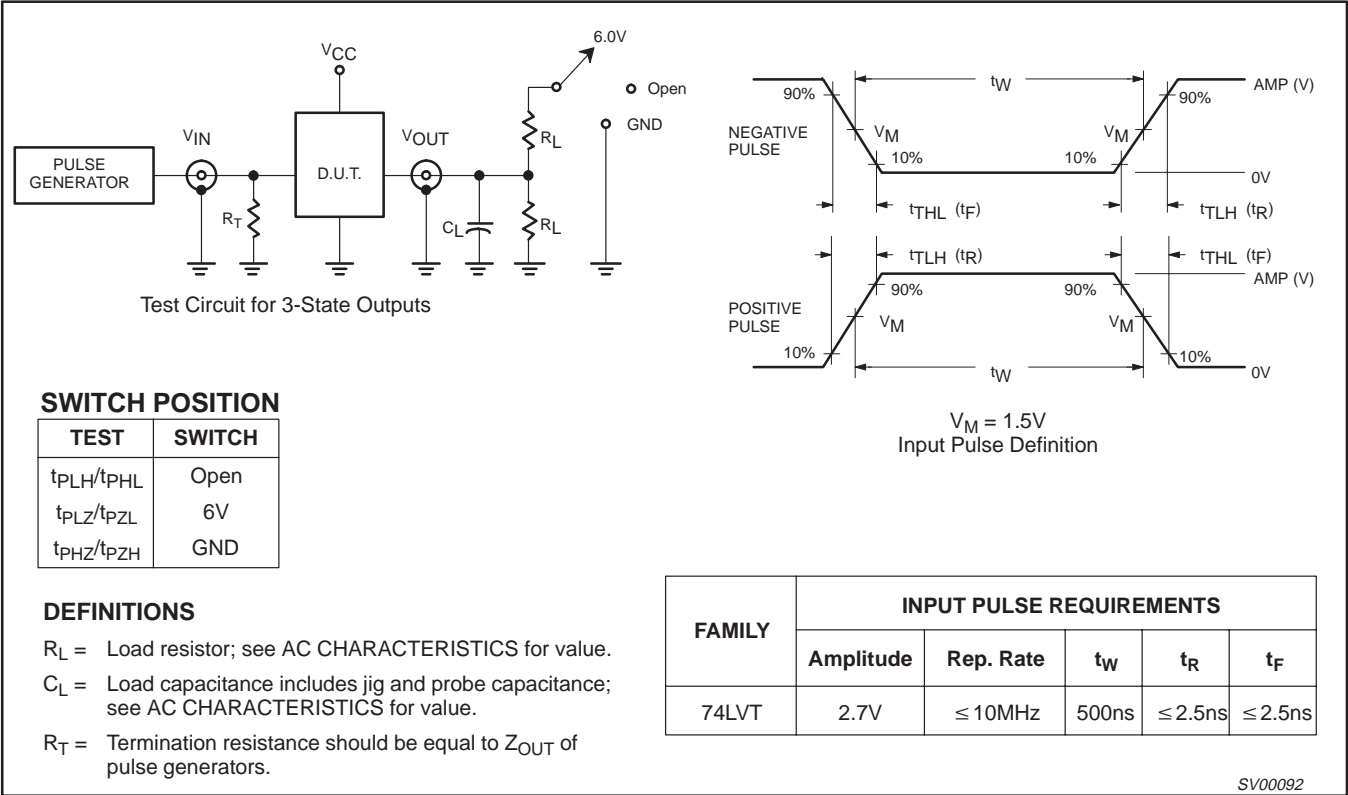 6.0V
VCC
Open
GND
VIN
VOUT
RL
PULSE
GENERATOR
D.U.T.
RT
CL
RL
Test Circuit for 3-State Outputs
tW
AMP (V)
90%
90%
NEGATIVE
PULSE
VM
VM
10%
10%
0V
tTHL (tF)
tTLH (tR)
tTLH (tR)
tTHL (tF)
AMP (V)
90%
90%
POSITIVE
PULSE
VM
VM
10%
10%
tW
0V
VM = 1.5V
Input Pulse Definition
SWITCH POSITION
TEST SWITCH
tPLH/tPHL Open
tPLZ/tPZL 6V
tPHZ/tPZH GND
DEFINITIONS
RL = Load resistor; see AC CHARACTERISTICS for value.
CL = Load capacitance includes jig and probe capacitance;
see AC CHARACTERISTICS for value.
RT = Termination resistance should be equal to ZOUT of
pulse generators.
FAMILY
INPUT PULSE REQUIREMENTS
Amplitude Rep. Rate tW tR tF
74LVT 2.7V ≤10MHz 500ns ≤2.5ns ≤2.5ns
SV00092